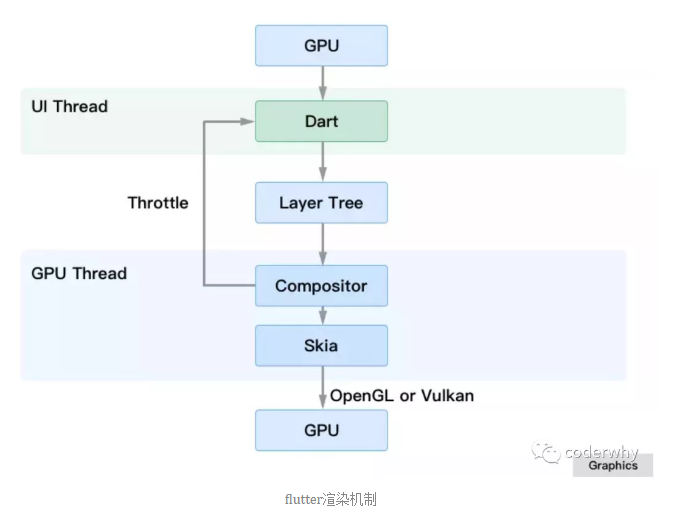 GPU
UI Thread
Dart
Throttle
Layer Tree
GPU Thread
Compositor
Skia
OpenGL or Vulkan
GPU
coderwhy
Graphics
flutter渲染机制